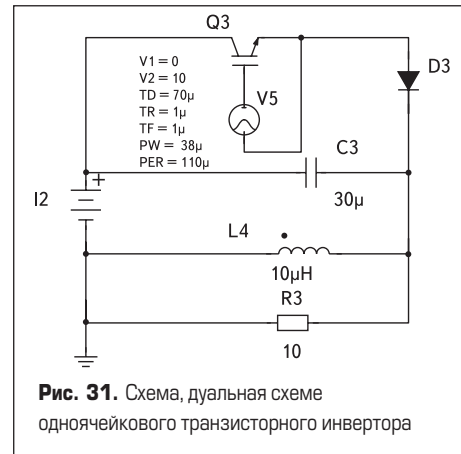 Q3
V1 = 0
V2 = 10
TD = 70µ
TR = 1µ
TF = 1µ
PW = 38µ
PER = 110µ
V5
D3
C3
30µ
+
I2
L4
10µH
R3
10
Рис. 31. Схема, дуальная схеме
одноячейкового транзисторного инвертора